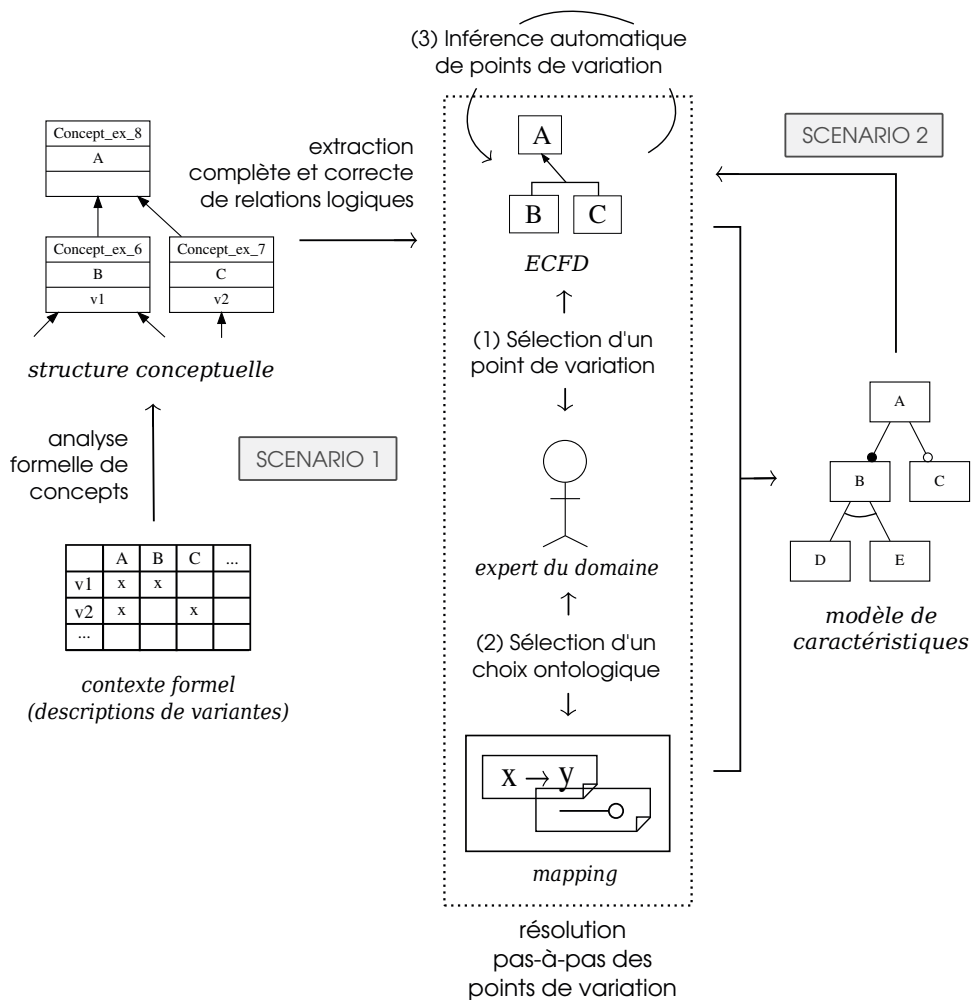 (3) Inférence automatique
de points de variation
SCENARIO 2
Concept_ex_8
A
extraction
complète et correcte
de relations logiques
A
B C
ECFD
Concept_ex_6
B
v1
Concept_ex_7
C
v2
structure conceptuelle
(1) Sélection d'un
point de variation
analyse
formelle de
concepts
SCENARIO 1
expert du domaine
A
B C
D E
modèle de
caractéristiques
A B C ...
v1 x x
v2 x x
...
contexte formel
(descriptions de variantes)
(2) Sélection d'un
choix ontologique
x → y
mapping
résolution
pas-à-pas des
points de variation